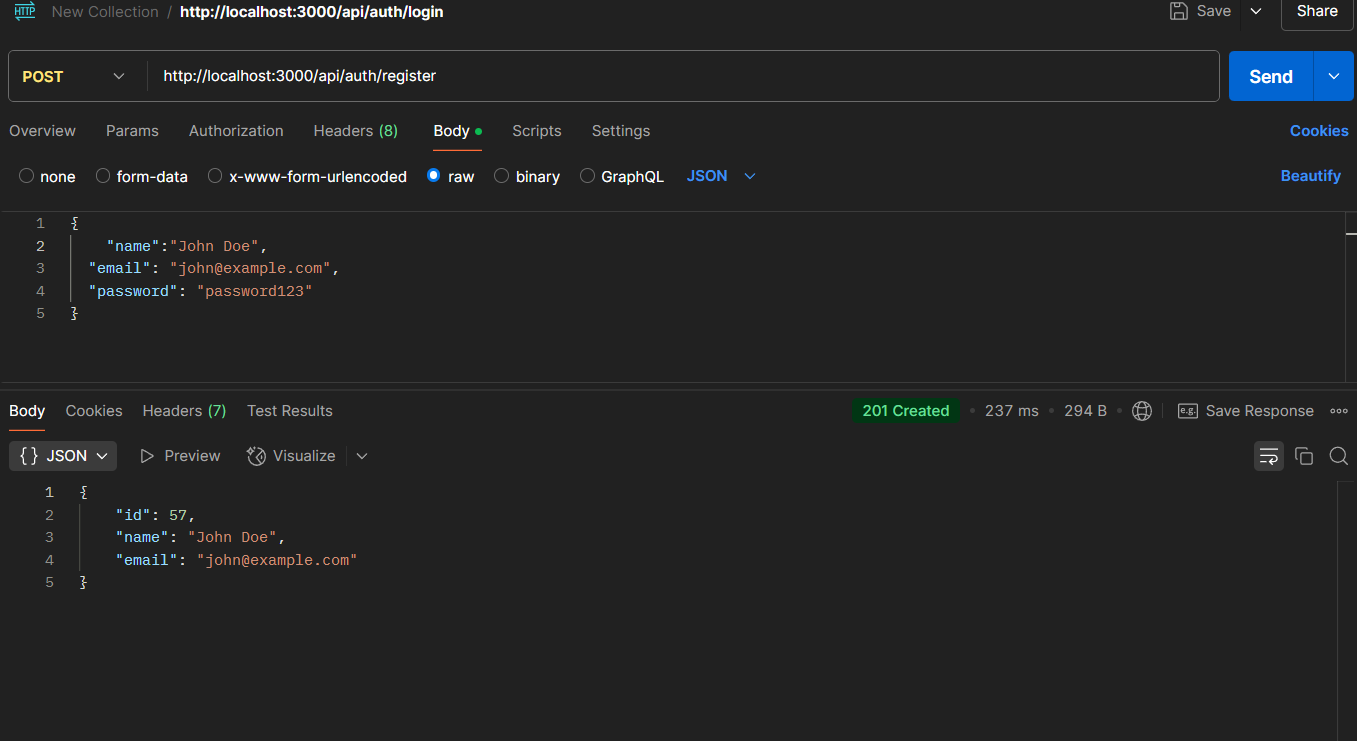 HTTP New Collection / http://localhost:3000/api/auth/login Save Share
POST http://localhost:3000/api/auth/register Send
Overview Params Authorization Headers (8) Body Scripts Settings Cookies
none form-data x-www-form-urlencoded raw binary GraphQL JSON Beautify
1 {
2 "name":"John Doe",
3 "email": "john@example.com",
4 "password": "password123"
5 }
Body Cookies Headers (7) Test Results 201 Created 237 ms 294 B e.g. Save Response
{} JSON Preview Visualize
1 {
2 "id": 57,
3 "name": "John Doe",
4 "email": "john@example.com"
5 }